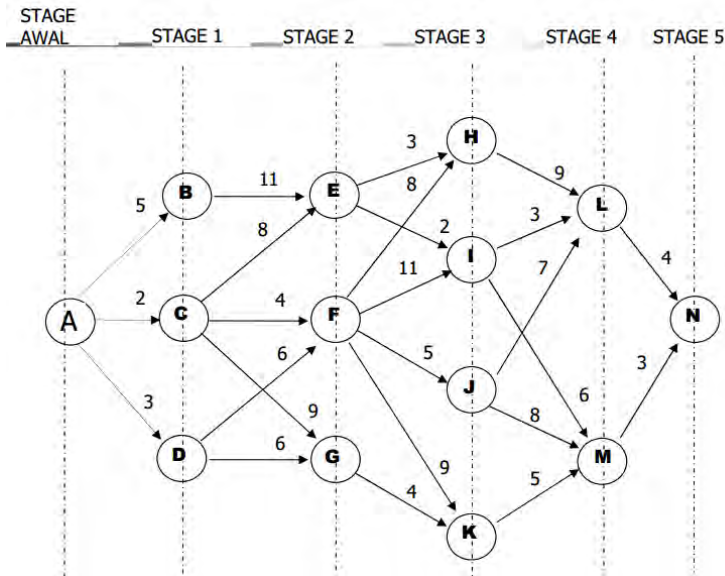 STAGE
AWAL
STAGE 1
STAGE 2
STAGE 3
STAGE 4
STAGE 5
H
3
9
B
11
E
8
L
5
8
2
3
I
11
7
4
A
2
C
4
F
N
6
5
3
J
6
3
9
8
D
6
G
9
M
4
5
K